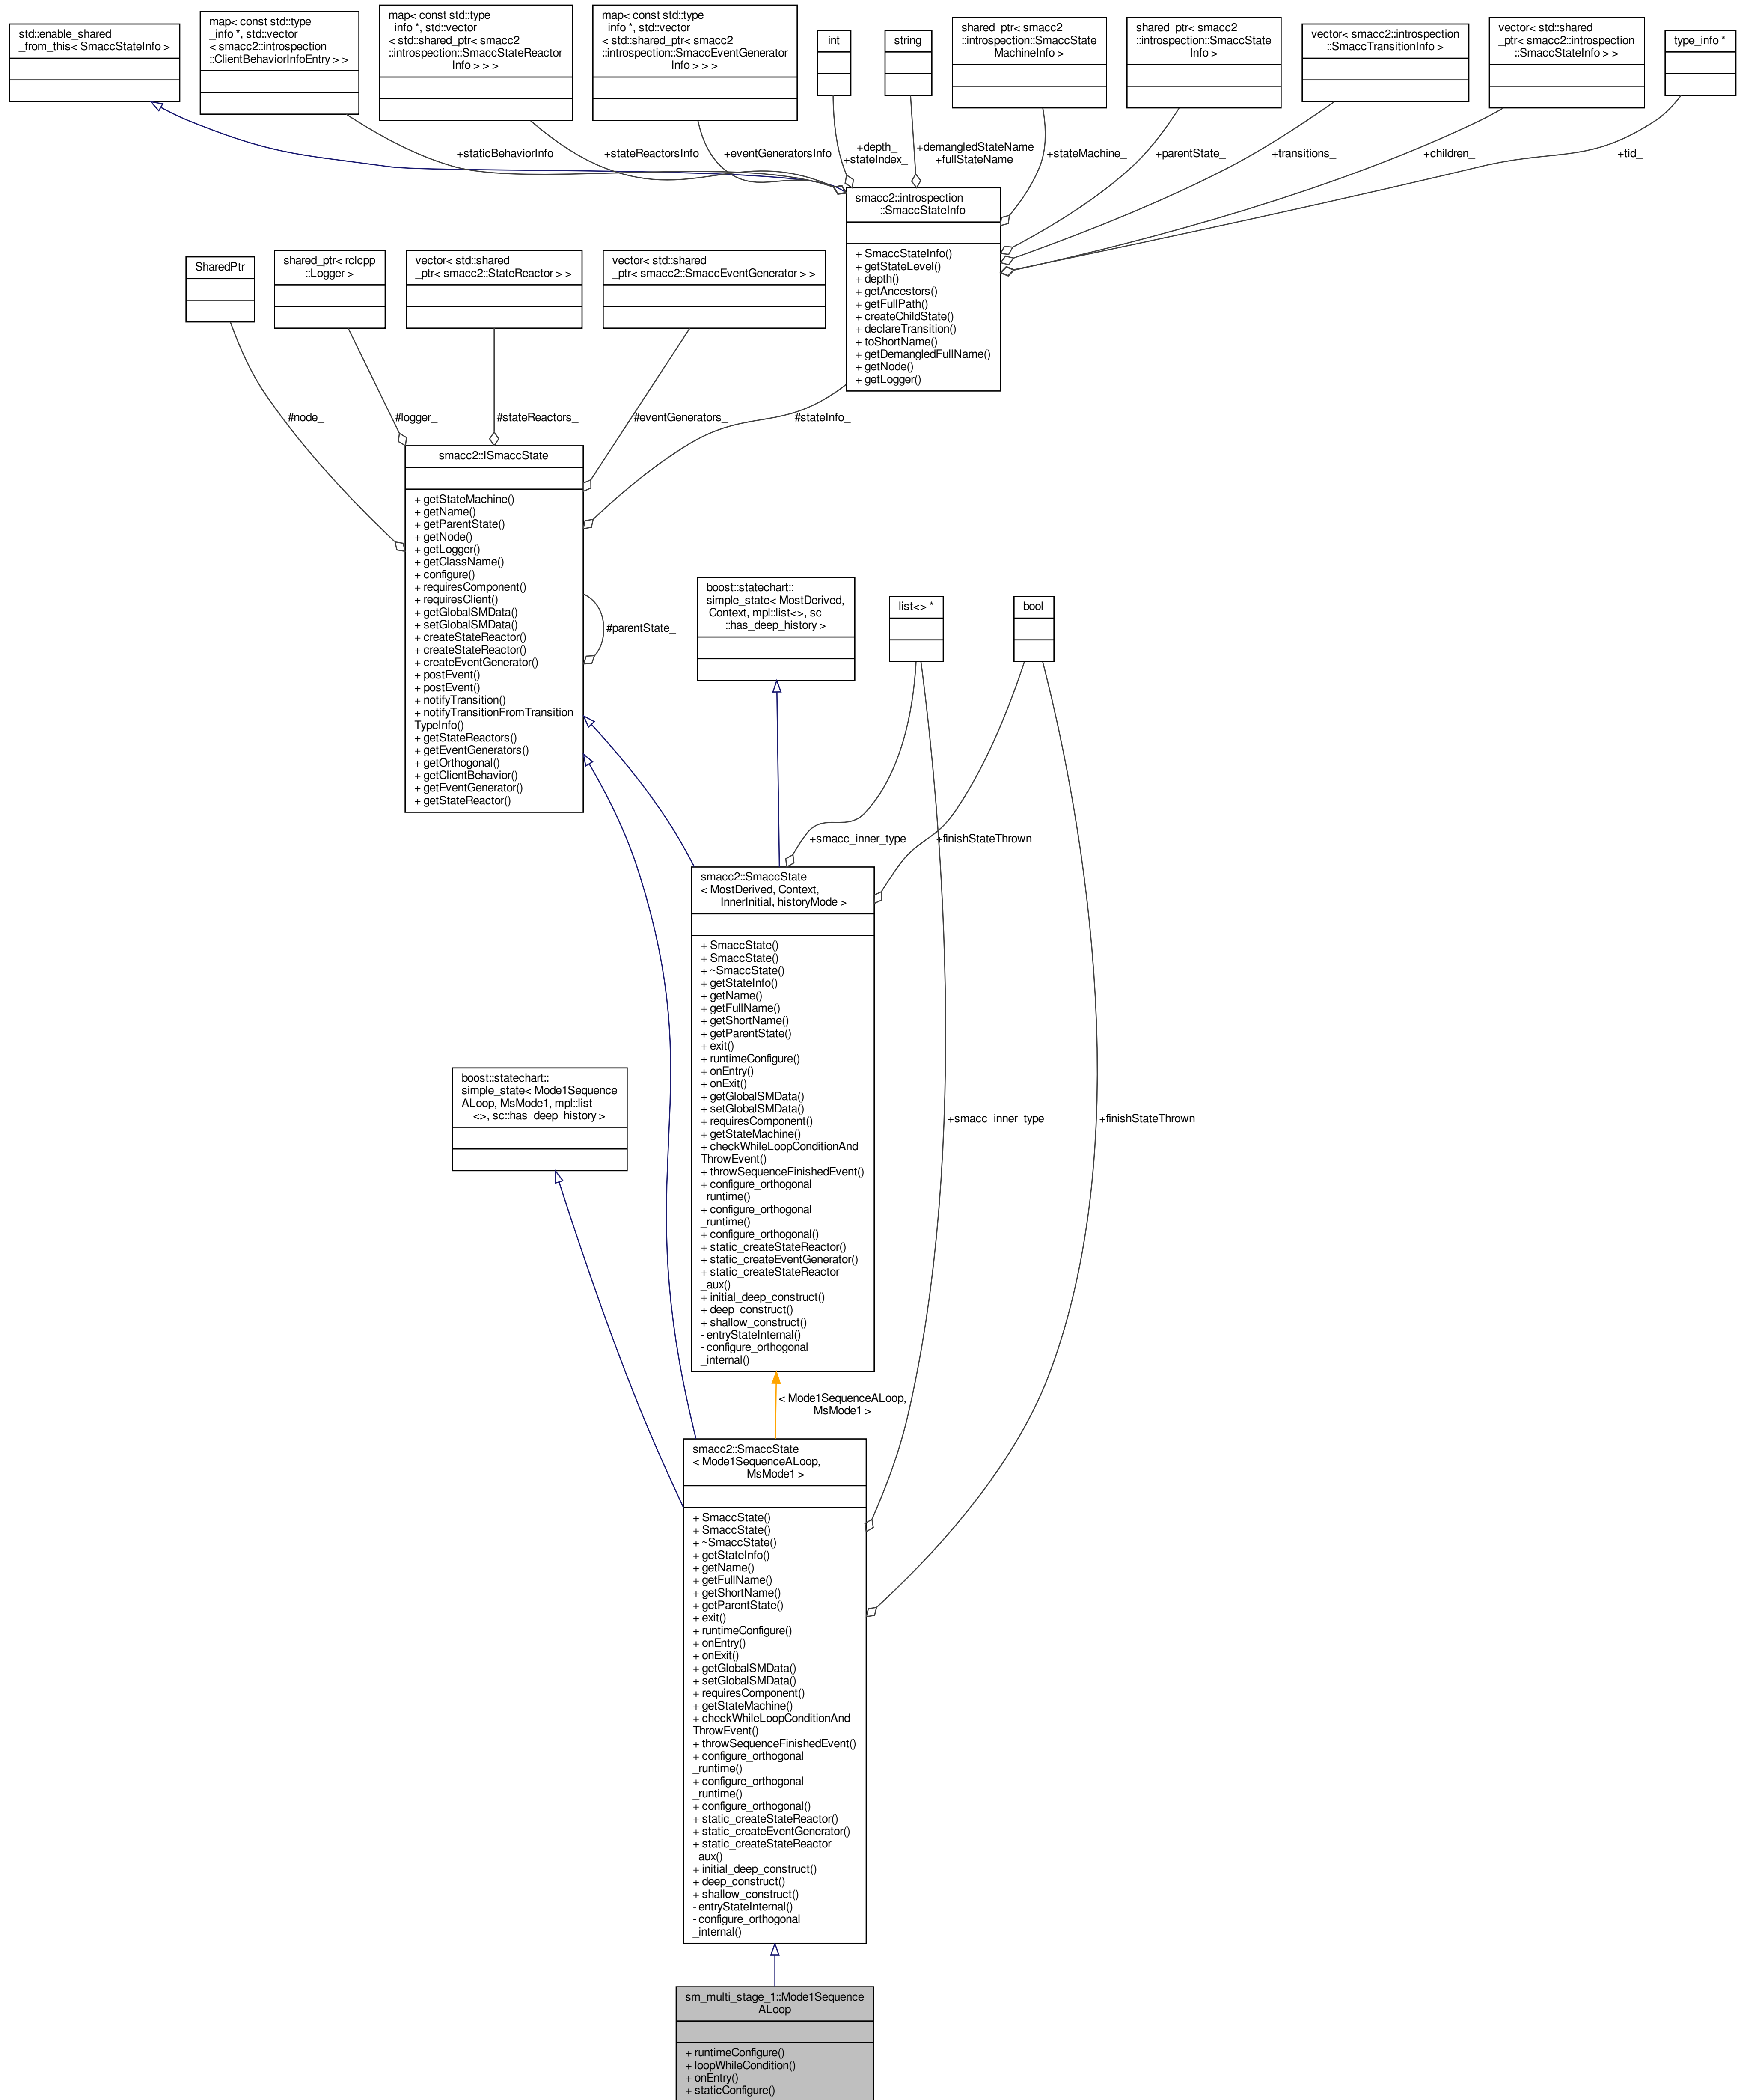 std::enable_shared
_from_this< SmaccStateInfo >
map< const std::type
_info *, std::vector
< smacc2::introspection
::ClientBehaviorInfoEntry > >
map< const std::type
_info *, std::vector
< std::shared_ptr< smacc2
::introspection::SmaccStateReactor
Info > > >
map< const std::type
_info *, std::vector
< std::shared_ptr< smacc2
::introspection::SmaccEventGenerator
Info > > >
int
string
shared_ptr< smacc2
::introspection::SmaccState
MachineInfo >
shared_ptr< smacc2
::introspection::SmaccState
Info >
vector< smacc2::introspection
::SmaccTransitionInfo >
vector< std::shared
_ptr< smacc2::introspection
::SmaccStateInfo > >
type_info *
+staticBehaviorInfo
+stateReactorsInfo
+eventGeneratorsInfo
+depth_
+stateIndex_
+demangledStateName
+fullStateName
+stateMachine_
+parentState_
+transitions_
+children_
+tid_
smacc2::introspection
::SmaccStateInfo
+ SmaccStateInfo()
+ getStateLevel()
+ depth()
+ getAncestors()
+ getFullPath()
+ createChildState()
+ declareTransition()
+ toShortName()
+ getDemangledFullName()
+ getNode()
+ getLogger()
SharedPtr
shared_ptr< rclcpp
::Logger >
vector< std::shared
_ptr< smacc2::StateReactor > >
vector< std::shared
_ptr< smacc2::SmaccEventGenerator > >
#node_
#logger_
#stateReactors_
#eventGenerators_
#stateInfo_
smacc2::ISmaccState
+ getStateMachine()
+ getName()
+ getParentState()
+ getNode()
+ getLogger()
+ getClassName()
+ configure()
+ requiresComponent()
+ requiresClient()
+ getGlobalSMData()
+ setGlobalSMData()
+ createStateReactor()
+ createStateReactor()
+ createEventGenerator()
+ postEvent()
+ postEvent()
+ notifyTransition()
+ notifyTransitionFromTransition
TypeInfo()
+ getStateReactors()
+ getEventGenerators()
+ getOrthogonal()
+ getClientBehavior()
+ getEventGenerator()
+ getStateReactor()
#parentState_
boost::statechart::
simple_state< MostDerived,
Context, mpl::list<>, sc
::has_deep_history >
list<> *
bool
+smacc_inner_type
+finishStateThrown
smacc2::SmaccState
< MostDerived, Context,
InnerInitial, historyMode >
+ SmaccState()
+ SmaccState()
+ ~SmaccState()
+ getStateInfo()
+ getName()
+ getFullName()
+ getShortName()
+ getParentState()
+ exit()
+ runtimeConfigure()
+ onEntry()
+ onExit()
+ getGlobalSMData()
+ setGlobalSMData()
+ requiresComponent()
+ getStateMachine()
+ checkWhileLoopConditionAnd
ThrowEvent()
+ throwSequenceFinishedEvent()
+ configure_orthogonal
_runtime()
+ configure_orthogonal
_runtime()
+ configure_orthogonal()
+ static_createStateReactor()
+ static_createEventGenerator()
+ static_createStateReactor
_aux()
+ initial_deep_construct()
+ deep_construct()
+ shallow_construct()
- entryStateInternal()
- configure_orthogonal
_internal()
boost::statechart::
simple_state< Mode1Sequence
ALoop, MsMode1, mpl::list
<>, sc::has_deep_history >
+smacc_inner_type
+finishStateThrown
< Mode1SequenceALoop,
MsMode1 >
smacc2::SmaccState
< Mode1SequenceALoop,
MsMode1 >
+ SmaccState()
+ SmaccState()
+ ~SmaccState()
+ getStateInfo()
+ getName()
+ getFullName()
+ getShortName()
+ getParentState()
+ exit()
+ runtimeConfigure()
+ onEntry()
+ onExit()
+ getGlobalSMData()
+ setGlobalSMData()
+ requiresComponent()
+ getStateMachine()
+ checkWhileLoopConditionAnd
ThrowEvent()
+ throwSequenceFinishedEvent()
+ configure_orthogonal
_runtime()
+ configure_orthogonal
_runtime()
+ configure_orthogonal()
+ static_createStateReactor()
+ static_createEventGenerator()
+ static_createStateReactor
_aux()
+ initial_deep_construct()
+ deep_construct()
+ shallow_construct()
- entryStateInternal()
- configure_orthogonal
_internal()
sm_multi_stage_1::Mode1Sequence
ALoop
+ runtimeConfigure()
+ loopWhileCondition()
+ onEntry()
+ staticConfigure()